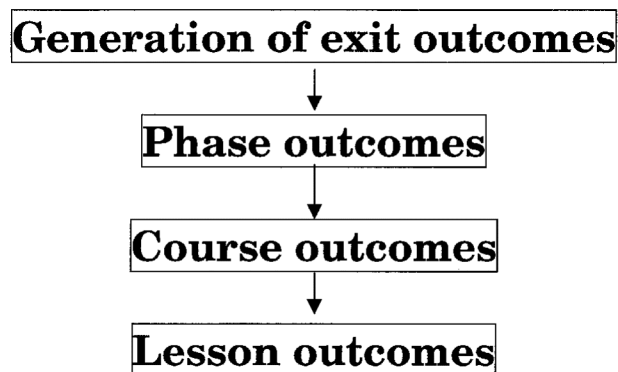 Generation of exit outcomes
Phase outcomes
Course outcomes
Lesson outcomes